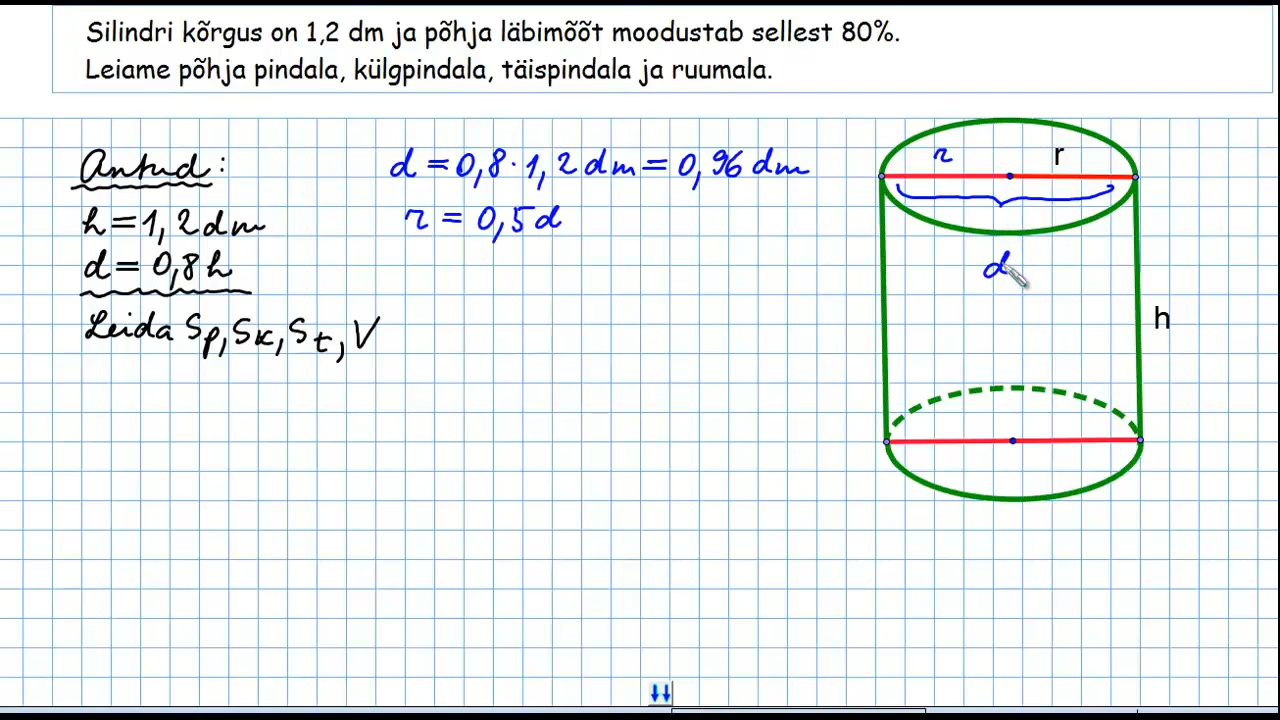 Silindri kõrgus on 1,2 dm ja põhja läbimõõt moodustab sellest 80%.
Leiame põhja pindala, külgpindala, täispindala ja ruumala.
Antud:
h = 1,2 dm
d = 0,8 h
Leida Sp, Sk, St, V
d = 0,8 · 1,2 dm = 0,96 dm
r = 0,5 d
r
r
d
h